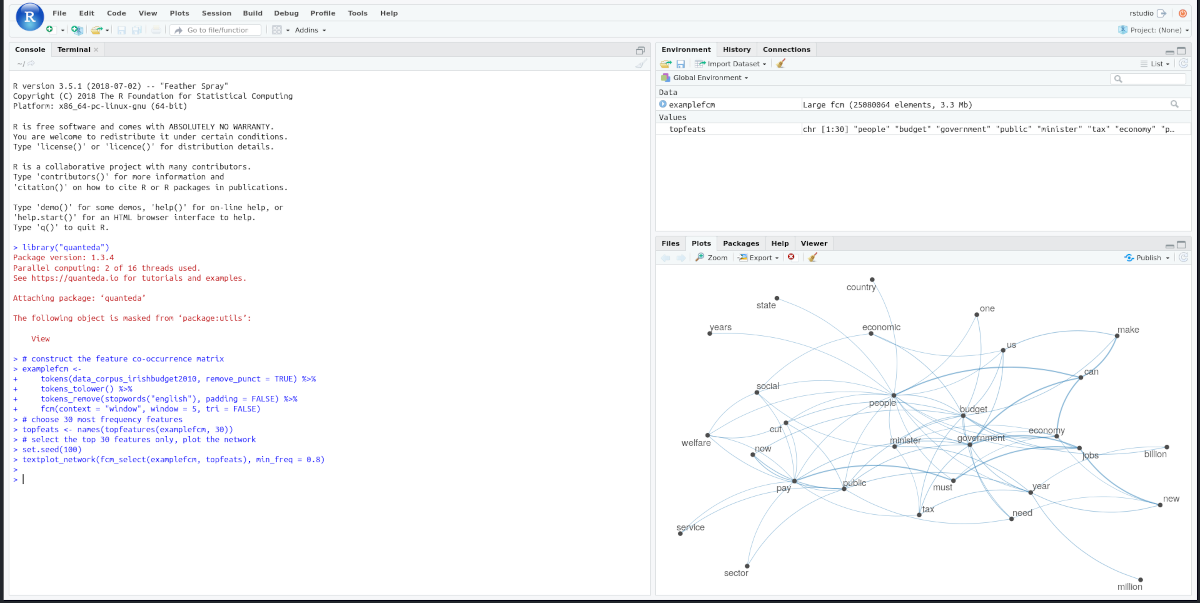 R
File Edit Code View Plots Session Build Debug Profile Tools Help
rstudio
Go to file/function
Addins
Project: (None)
Console Terminal
~/
R version 3.5.1 (2018-07-02) -- "Feather Spray"
Copyright (C) 2018 The R Foundation for Statistical Computing
Platform: x86_64-pc-linux-gnu (64-bit)
R is free software and comes with ABSOLUTELY NO WARRANTY.
You are welcome to redistribute it under certain conditions.
Type 'license()' or 'licence()' for distribution details.
R is a collaborative project with many contributors.
Type 'contributors()' for more information and
'citation()' on how to cite R or R packages in publications.
Type 'demo()' for some demos, 'help()' for on-line help, or
'help.start()' for an HTML browser interface to help.
Type 'q()' to quit R.
> library("quanteda")
Package version: 1.3.4
Parallel computing: 2 of 16 threads used.
See https://quanteda.io for tutorials and examples.
Attaching package: ‘quanteda’
The following object is masked from ‘package:utils’:
View
> # construct the feature co-occurrence matrix
> examplefcm <-
+ tokens(data_corpus_irishbudget2010, remove_punct = TRUE) %>%
+ tokens_tolower() %>%
+ tokens_remove(stopwords("english"), padding = FALSE) %>%
+ fcm(context = "window", window = 5, tri = FALSE)
> # choose 30 most frequency features
> topfeats <- names(topfeatures(examplefcm, 30))
> # select the top 30 features only, plot the network
> set.seed(100)
> textplot_network(fcm_select(examplefcm, topfeats), min_freq = 0.8)
>
>
Environment History Connections
Import Dataset
List
Global Environment
Data
examplefcm Large fcm (25080064 elements, 3.3 Mb)
Values
topfeats chr [1:30] "people" "budget" "government" "public" "minister" "tax" "economy" "p…
Files Plots Packages Help Viewer
Zoom Export Publish
country
state
one
years
economic
make
us
can
social
people
budget
cut
economy
welfare
minister
government
now
jobs
billion
pay
public
must
year
new
tax
need
service
sector
million